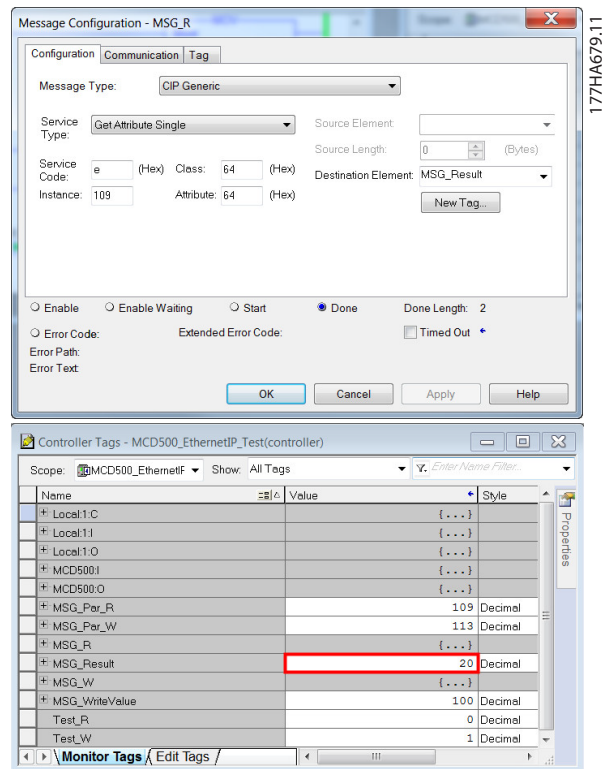 Message Configuration - MSG_R
Configuration Communication Tag
Message Type: CIP Generic
Service Type: Get Attribute Single
Source Element:
Source Length: 0 (Bytes)
Service Code: e (Hex) Class: 64 (Hex)
Destination Element: MSG_Result
Instance: 109 Attribute: 64 (Hex)
New Tag...
Enable Enable Waiting Start Done Done Length: 2
Error Code: Extended Error Code: Timed Out
Error Path:
Error Text:
OK Cancel Apply Help
177HA679.11
Controller Tags - MCD500_EthernetIP_Test(controller)
Scope: MCD500_EthernetIF Show: All Tags Enter Name Filter...
Name Value Style
Local:1:C {...}
Local:1:I {...}
Local:1:O {...}
MCD500:I {...}
MCD500:O {...}
MSG_Par_R 109 Decimal
MSG_Par_W 113 Decimal
MSG_R {...}
MSG_Result 20 Decimal
MSG_W {...}
MSG_WriteValue 100 Decimal
Test_R 0 Decimal
Test_W 1 Decimal
Monitor Tags Edit Tags
Properties